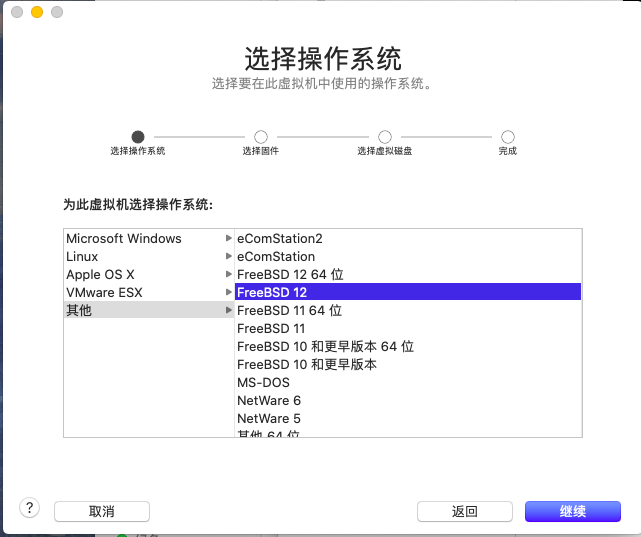 选择操作系统
选择要在此虚拟机中使用的操作系统。
选择操作系统 选择固件 选择虚拟磁盘 完成
为此虚拟机选择操作系统:
Microsoft Windows
Linux
Apple OS X
VMware ESX
其他
eComStation2
eComStation
FreeBSD 12 64 位
FreeBSD 12
FreeBSD 11 64 位
FreeBSD 11
FreeBSD 10 和更早版本 64 位
FreeBSD 10 和更早版本
MS-DOS
NetWare 6
NetWare 5
其他 64 位
? 取消 返回 继续